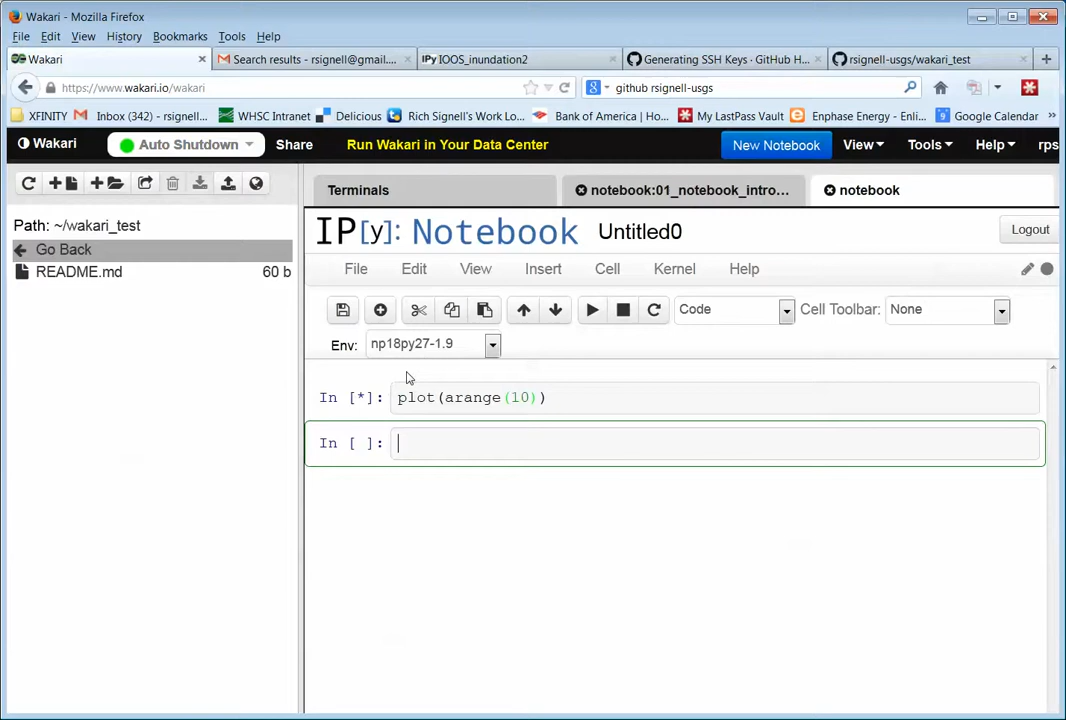 Wakari - Mozilla Firefox
File Edit View History Bookmarks Tools Help
Wakari Search results - rsignell@gmail.... IPy IOOS_inundation2 Generating SSH Keys · GitHub H... rsignell-usgs/wakari_test
https://www.wakari.io/wakari github rsignell-usgs
XFINITY Inbox (342) - rsignell... WHSC Intranet Delicious Rich Signell's Work Lo... Bank of America | Ho... My LastPass Vault Enphase Energy - Enli... Google Calendar
Wakari Auto Shutdown Share Run Wakari in Your Data Center New Notebook View Tools Help rps
Terminals notebook:01_notebook_intro... notebook
Path: ~/wakari_test
Go Back
README.md 60 b
IP[y]: Notebook Untitled0 Logout
File Edit View Insert Cell Kernel Help
Code Cell Toolbar: None
Env: np18py27-1.9
In [*]: plot(arange(10))
In [ ]: